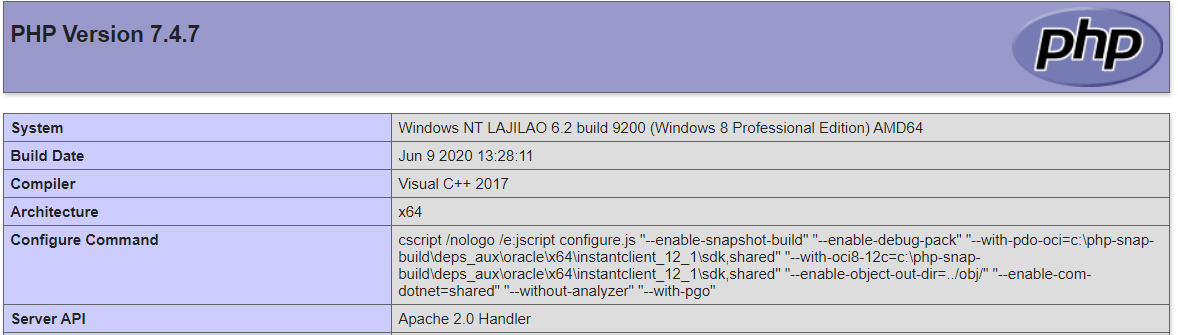 PHP Version 7.4.7
php
System Windows NT LAJILAO 6.2 build 9200 (Windows 8 Professional Edition) AMD64
Build Date Jun 9 2020 13:28:11
Compiler Visual C++ 2017
Architecture x64
Configure Command cscript /nologo /e:jscript configure.js "--enable-snapshot-build" "--enable-debug-pack" "--with-pdo-oci=c:\php-snap-
build\deps_aux\oracle\x64\instantclient_12_1\sdk,shared" "--with-oci8-12c=c:\php-snap-
build\deps_aux\oracle\x64\instantclient_12_1\sdk,shared" "--enable-object-out-dir=../obj/" "--enable-com-
dotnet=shared" "--without-analyzer" "--with-pgo"
Server API Apache 2.0 Handler